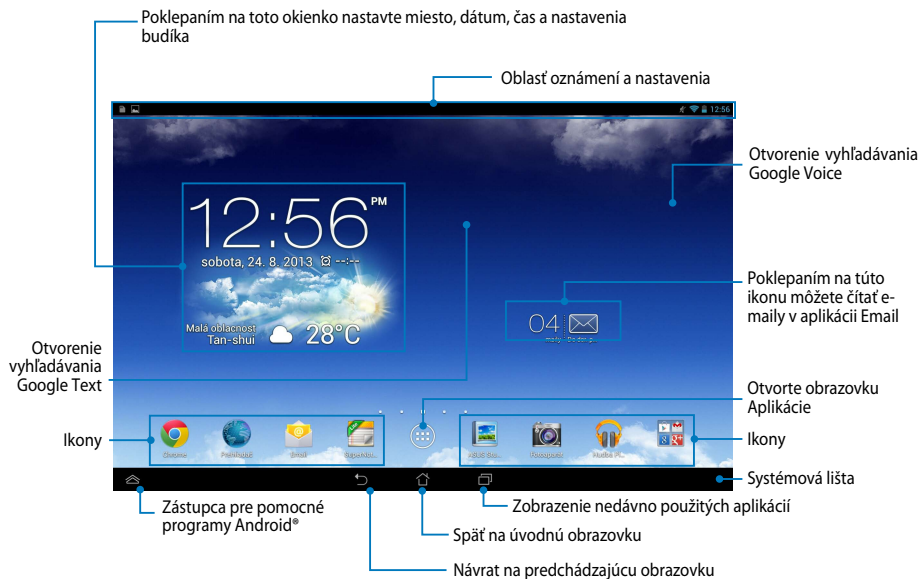 Poklepaním na toto okienko nastavte miesto, dátum, čas a nastavenia
budíka
Oblasť oznámení a nastavenia
12:56
Otvorenie vyhľadávania
Google Voice
12:56 PM
sobota, 24. 8. 2013 --:--
Malá oblačnosť
Tan-shui
28°C
Poklepaním na túto
ikonu môžete čítať e-
maily v aplikácii Email
04
Otvorenie
vyhľadávania
Google Text
Otvorte obrazovku
Aplikácie
Ikony
Chrome
Email
ASUS
Ikony
Systémová lišta
Zástupca pre pomocné
programy Android®
Zobrazenie nedávno použitých aplikácií
Späť na úvodnú obrazovku
Návrat na predchádzajúcu obrazovku